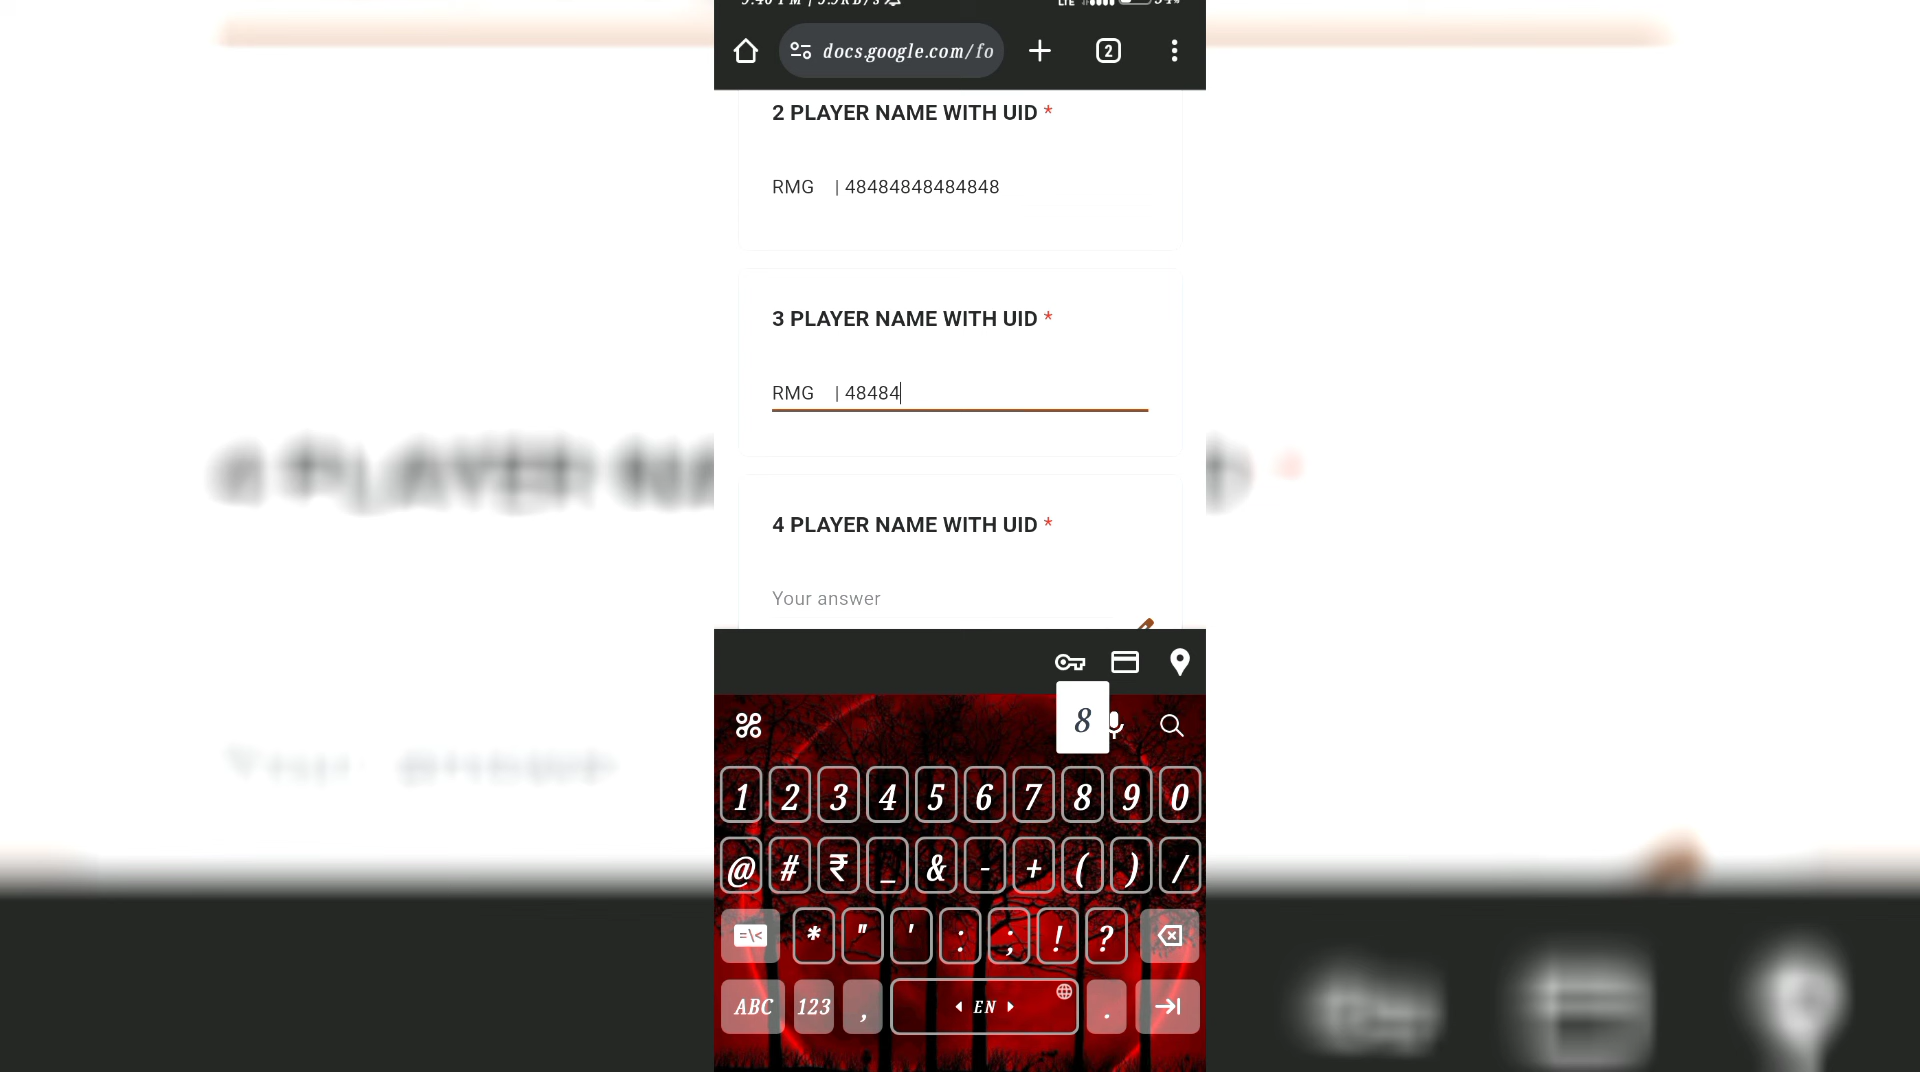 docs.google.com/fo
2
2 PLAYER NAME WITH UID *
RMG | 48484848484848
3 PLAYER NAME WITH UID *
RMG | 48484
4 PLAYER NAME WITH UID *
Your answer
8
1 2 3 4 5 6 7 8 9 0
@ # ₹ _ & - + ( ) /
=\< * " ' : ; ! ?
ABC 123 , EN .